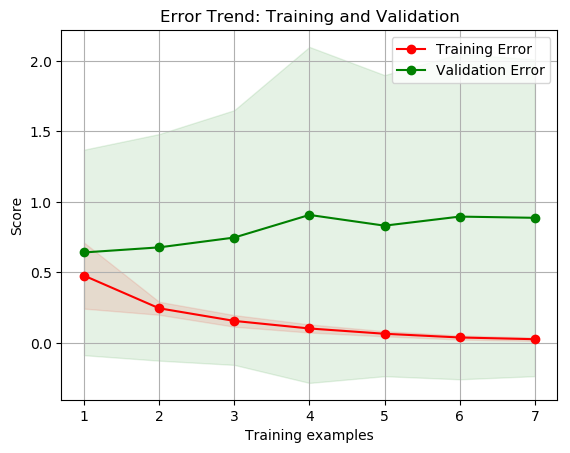 Error Trend: Training and Validation
Training Error
Validation Error
2.0
1.5
1.0
0.5
0.0
Score
1 2 3 4 5 6 7
Training examples